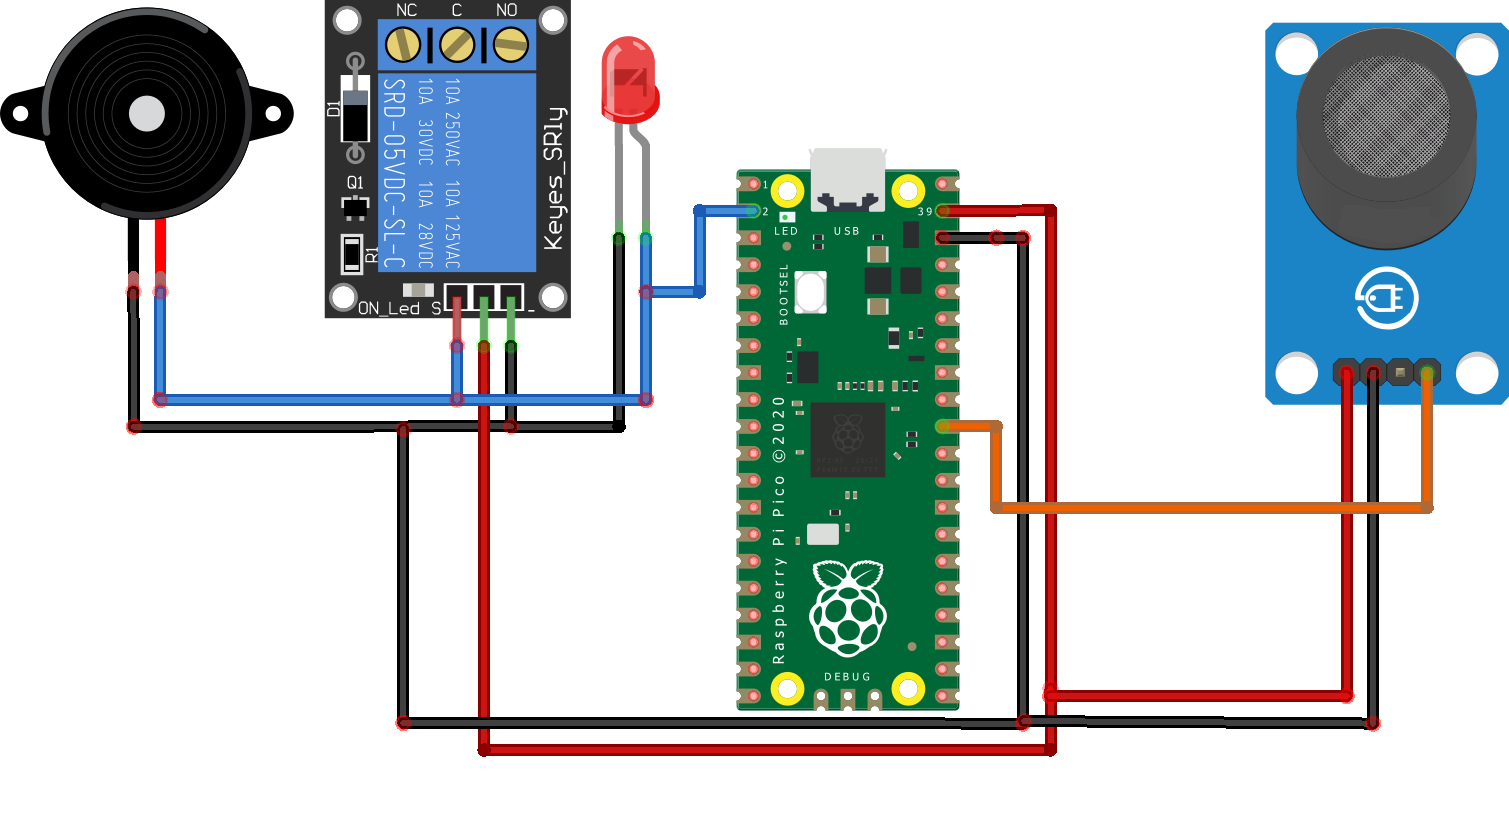 NC C NO
D1
SRD-05VDC-SL-C
10A 30VDC 10A 28VDC
10A 250VAC 10A 125VAC
Keyes_SRly
Q1
R1
ON_Led S
-
1
2
39
LED USB
BOOTSEL
Raspberry Pi Pico ©2020
DEBUG